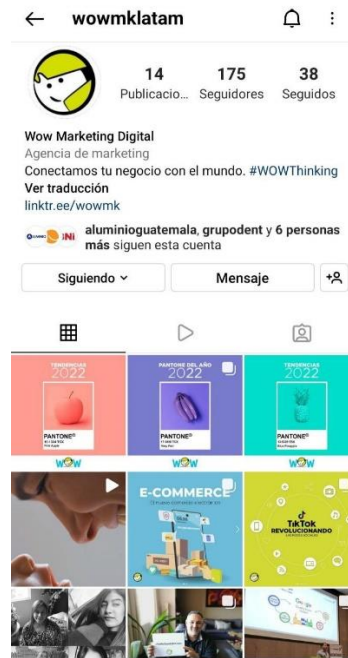 wowmklatam
14 175 38
Publicacio... Seguidores Seguidos
Wow Marketing Digital
Agencia de marketing
Conectamos tu negocio con el mundo. #WOWThinking
Ver traducción
linktr.ee/wowmk
aluminioguatemala, grupodent y 6 personas
más siguen esta cuenta
Siguiendo Mensaje
TENDENCIAS
2022
PANTONE®
WOW
PANTONE DEL AÑO
2022
PANTONE®
WOW
TENDENCIAS
2022
PANTONE®
WOW
E-COMMERCE
TikTok
REVOLUCIONANDO